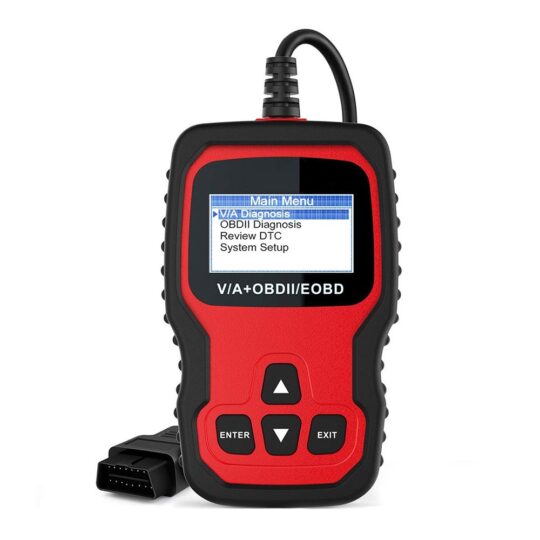 Main Menu
V/A Diagnosis
OBDII Diagnosis
Review DTC
System Setup
V/A+OBDII/EOBD
ENTER
EXIT